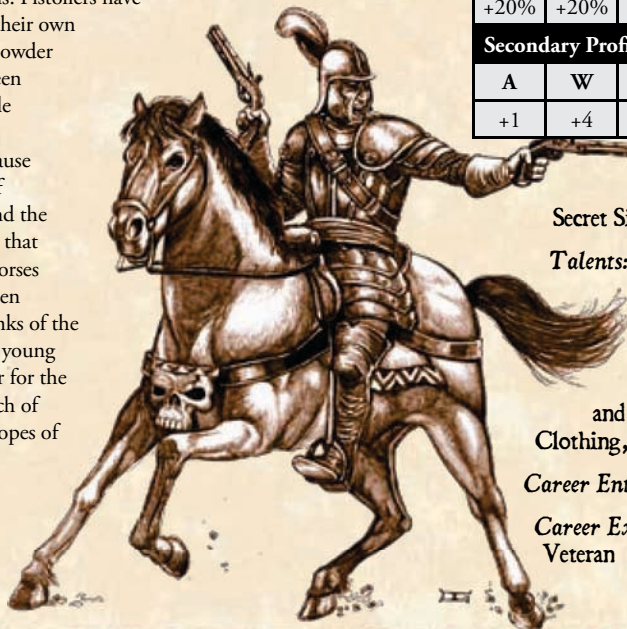 Pistoliers have
heir own
owder
een
le
ause
f
nd the
that
orses
en
nks of the
young
r for the
ch of
opes of
+20% +20%
Secondary Profi
A W
+1 +4
Secret Si
Talents:
and
Clothing,
Career Ent
Career Ex
Veteran